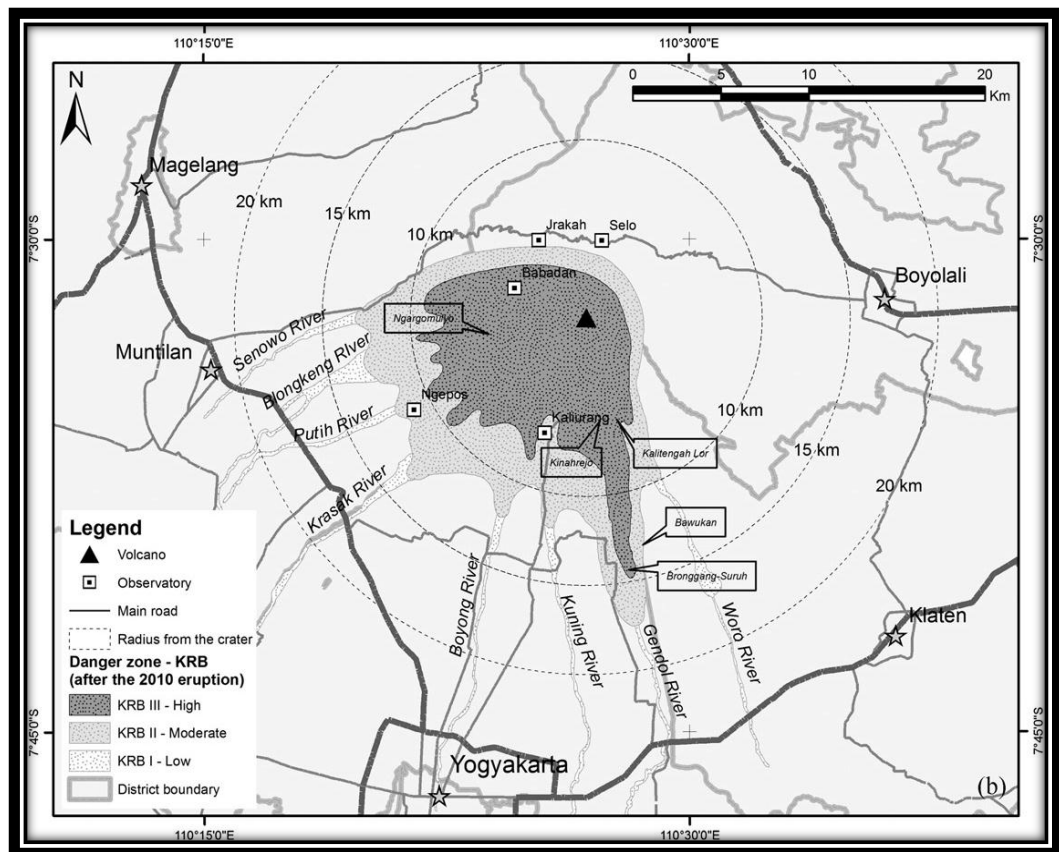 110°15'0"E
110°30'0"E
N
0 5 10 20
Km
Magelang
20 km
15 km
10 km
Jrakah
Selo
7°30'0"S
7°30'0"S
Babadan
Boyolali
Ngargomulyo
Senowo River
Muntilan
Blongkeng River
Ngepos
10 km
Putih River
Kaliurang
Kalitengah Lor
15 km
Kinahrejo
20 km
Krasak River
Legend
Volcano
Observatory
Main road
Radius from the crater
Danger zone - KRB
(after the 2010 eruption)
KRB III - High
KRB II - Moderate
KRB I - Low
District boundary
Bawukan
Bronggang-Suruh
Boyong River
Kuning River
Gendol River
Woro River
Klaten
7°45'0"S
7°45'0"S
Yogyakarta
(b)
110°15'0"E
110°30'0"E